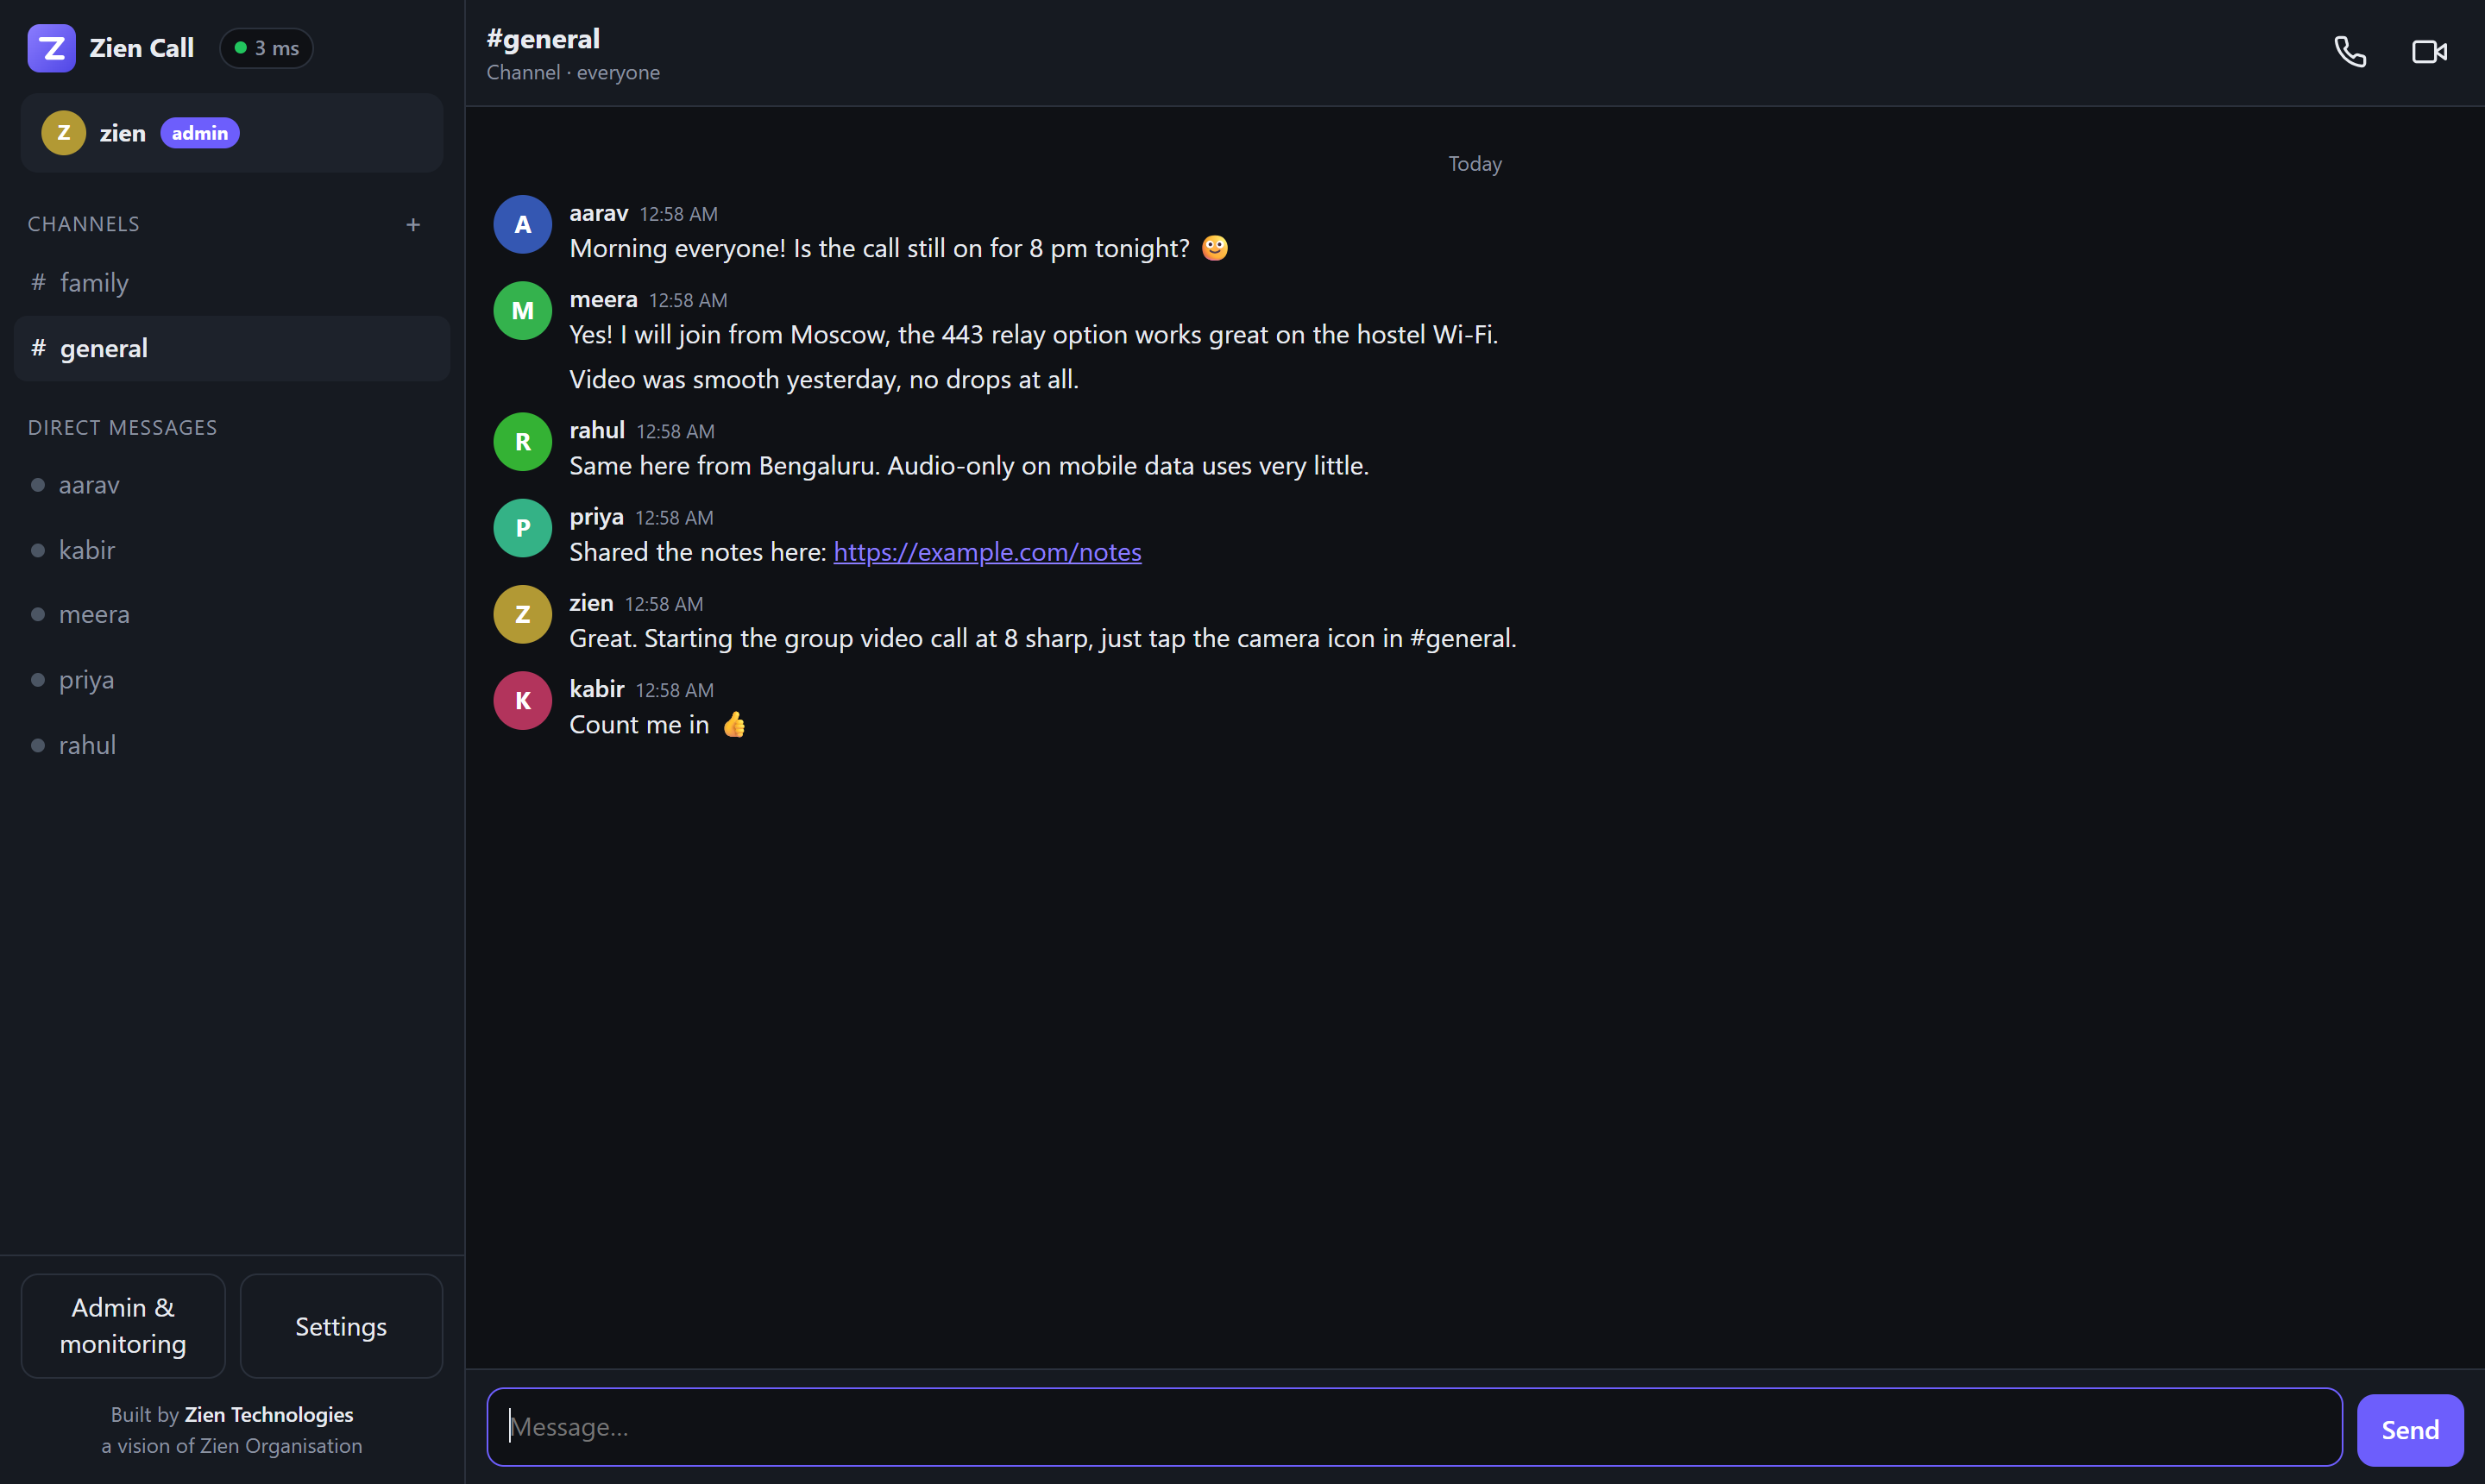 Z Zien Call 3 ms
Z zien admin
CHANNELS +
# family
# general
DIRECT MESSAGES
aarav
kabir
meera
priya
rahul
Admin &
monitoring
Settings
Built by Zien Technologies
a vision of Zien Organisation
#general
Channel · everyone
Today
A aarav 12:58 AM
Morning everyone! Is the call still on for 8 pm tonight? 🙂
M meera 12:58 AM
Yes! I will join from Moscow, the 443 relay option works great on the hostel Wi-Fi.
Video was smooth yesterday, no drops at all.
R rahul 12:58 AM
Same here from Bengaluru. Audio-only on mobile data uses very little.
P priya 12:58 AM
Shared the notes here: https://example.com/notes
Z zien 12:58 AM
Great. Starting the group video call at 8 sharp, just tap the camera icon in #general.
K kabir 12:58 AM
Count me in 👍
Message...
Send